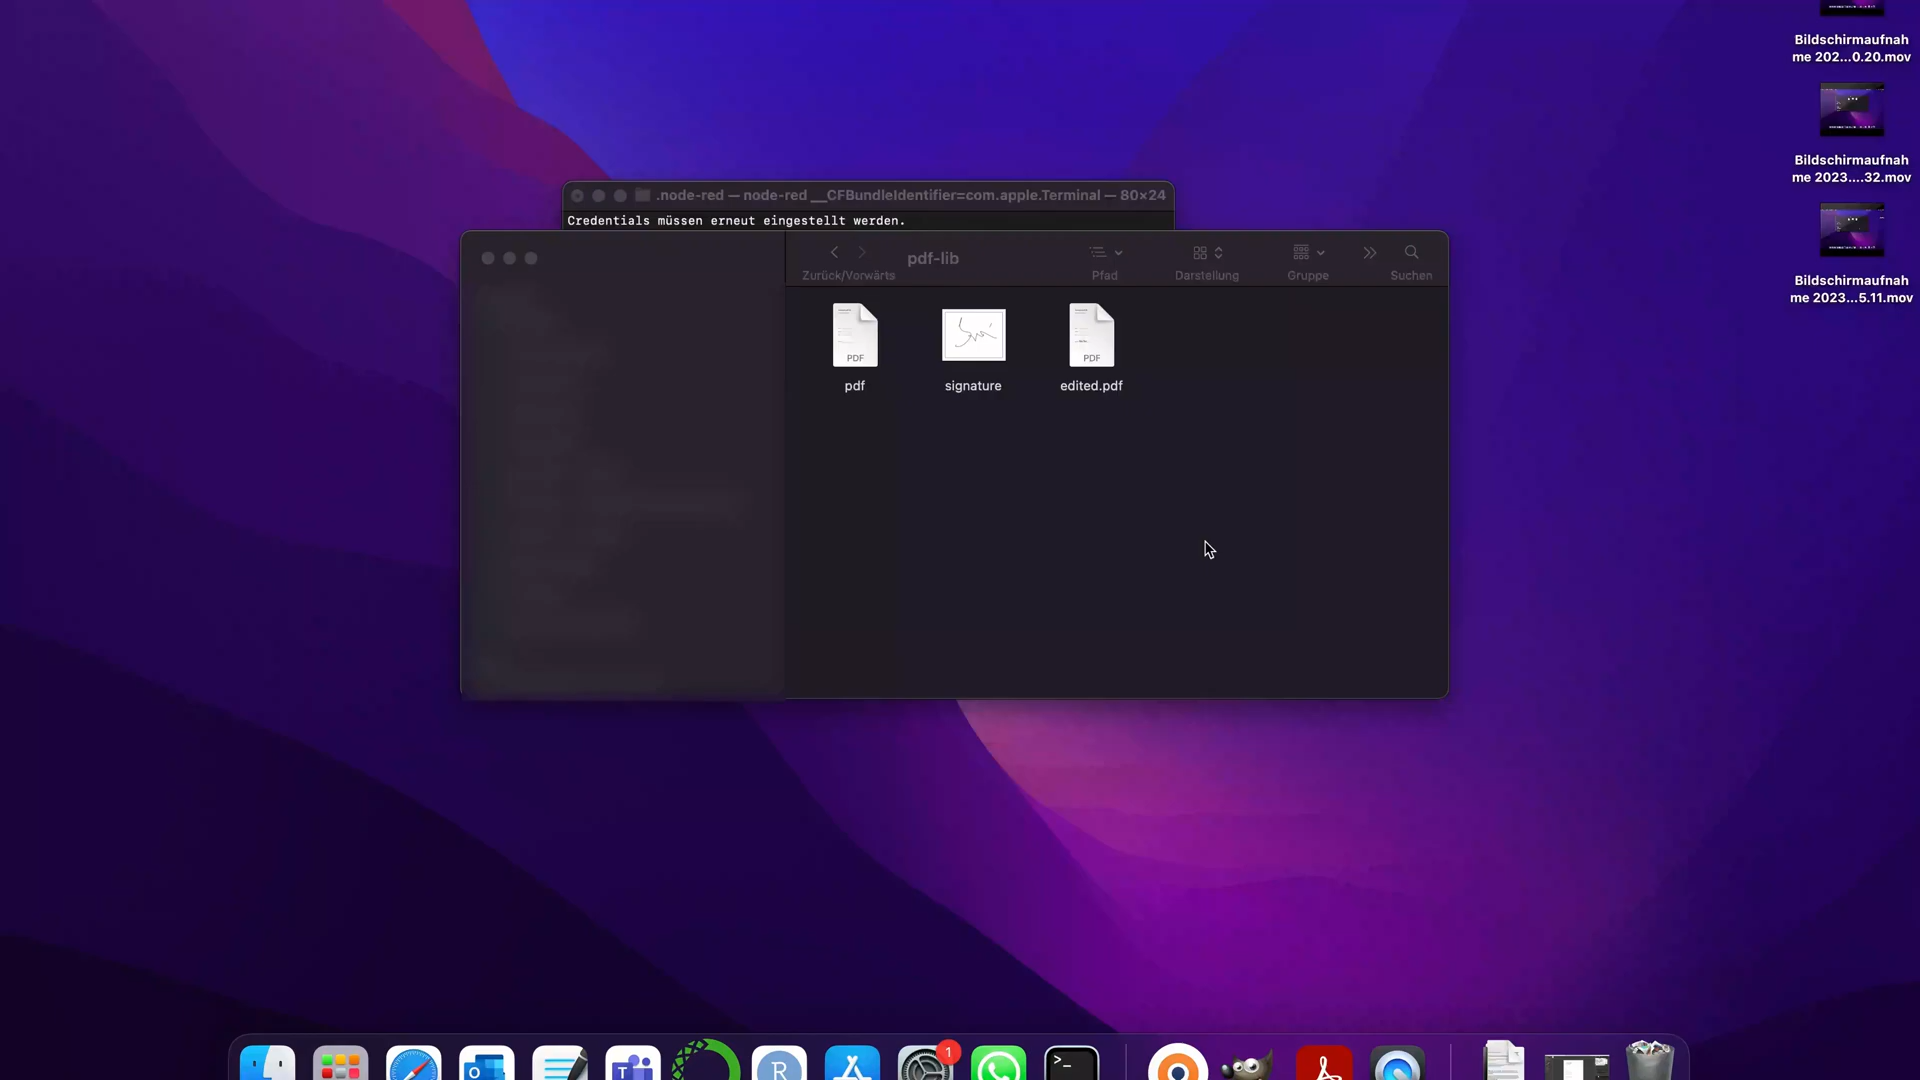 Bildschirmaufnah
me 202...0.20.mov
Bildschirmaufnah
me 2023....32.mov
Bildschirmaufnah
me 2023...5.11.mov
.node-red — node-red __CFBundleIdentifier=com.apple.Terminal — 80×24
Credentials müssen erneut eingestellt werden.
pdf-lib
Zurück/Vorwärts
Pfad
Darstellung
Gruppe
Suchen
PDF
PDF
pdf
signature
edited.pdf
1